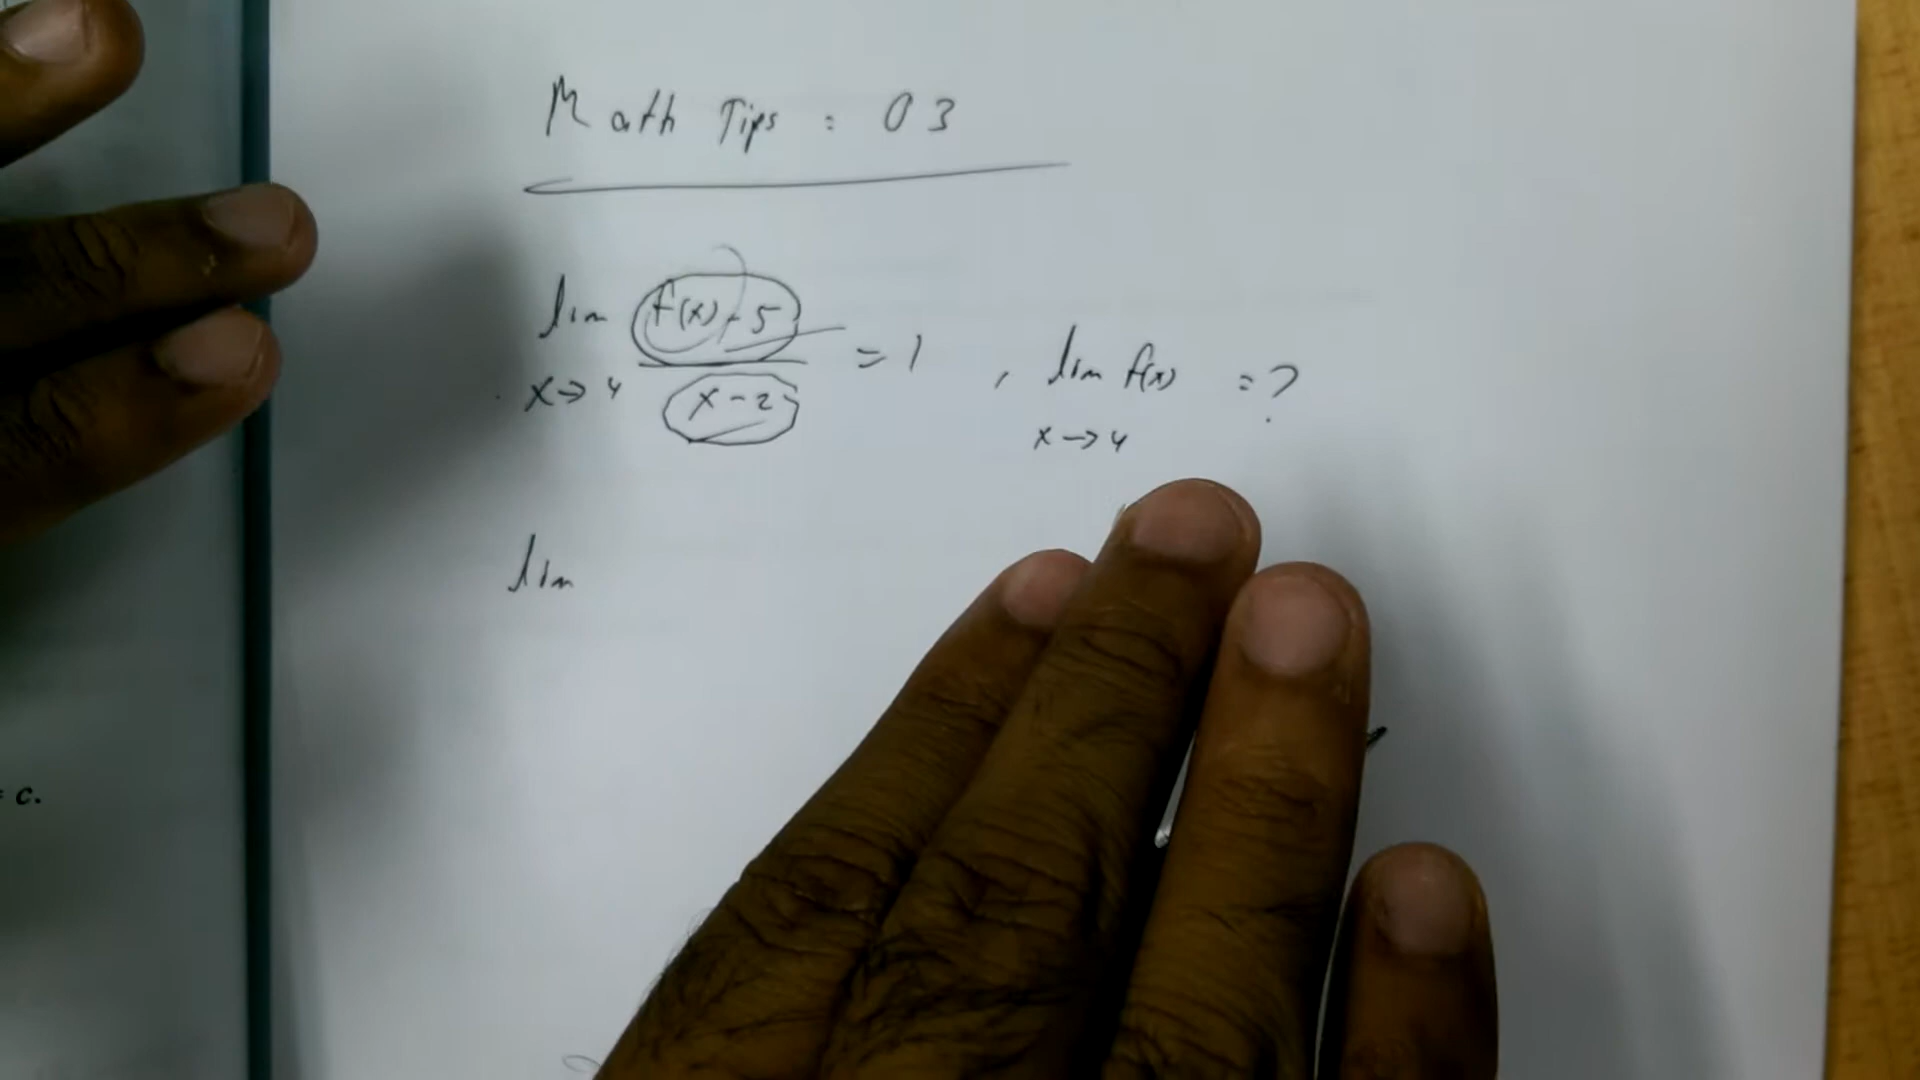 Math Tips : 03
lim f(x)-5 / x-2 = 1 , lim f(x) = ?
x→4 x→4
lim
= c.